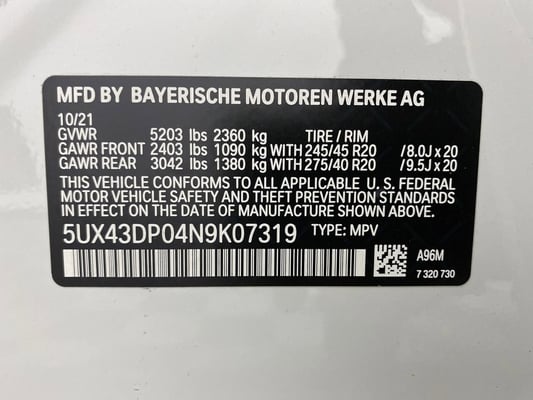 MFD BY BAYERISCHE MOTOREN WERKE AG
10/21
GVWR 5203 lbs 2360 kg TIRE / RIM
GAWR FRONT 2403 lbs 1090 kg WITH 245/45 R20 /8.0J x 20
GAWR REAR 3042 lbs 1380 kg WITH 275/40 R20 /9.5J x 20
THIS VEHICLE CONFORMS TO ALL APPLICABLE U. S. FEDERAL
MOTOR VEHICLE SAFETY AND THEFT PREVENTION STANDARDS
IN EFFECT ON THE DATE OF MANUFACTURE SHOWN ABOVE.
5UX43DP04N9K07319 TYPE: MPV
A96M
7 320 730